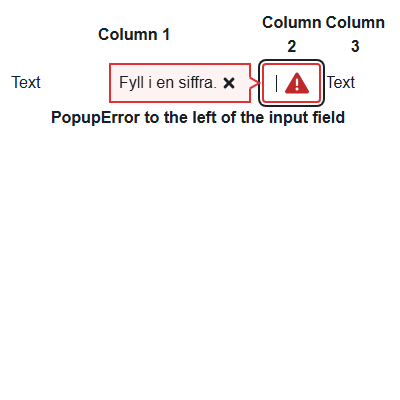 Column 1
Column 2
Column 3
Text
Fyll i en siffra.
Text
PopupError to the left of the input field